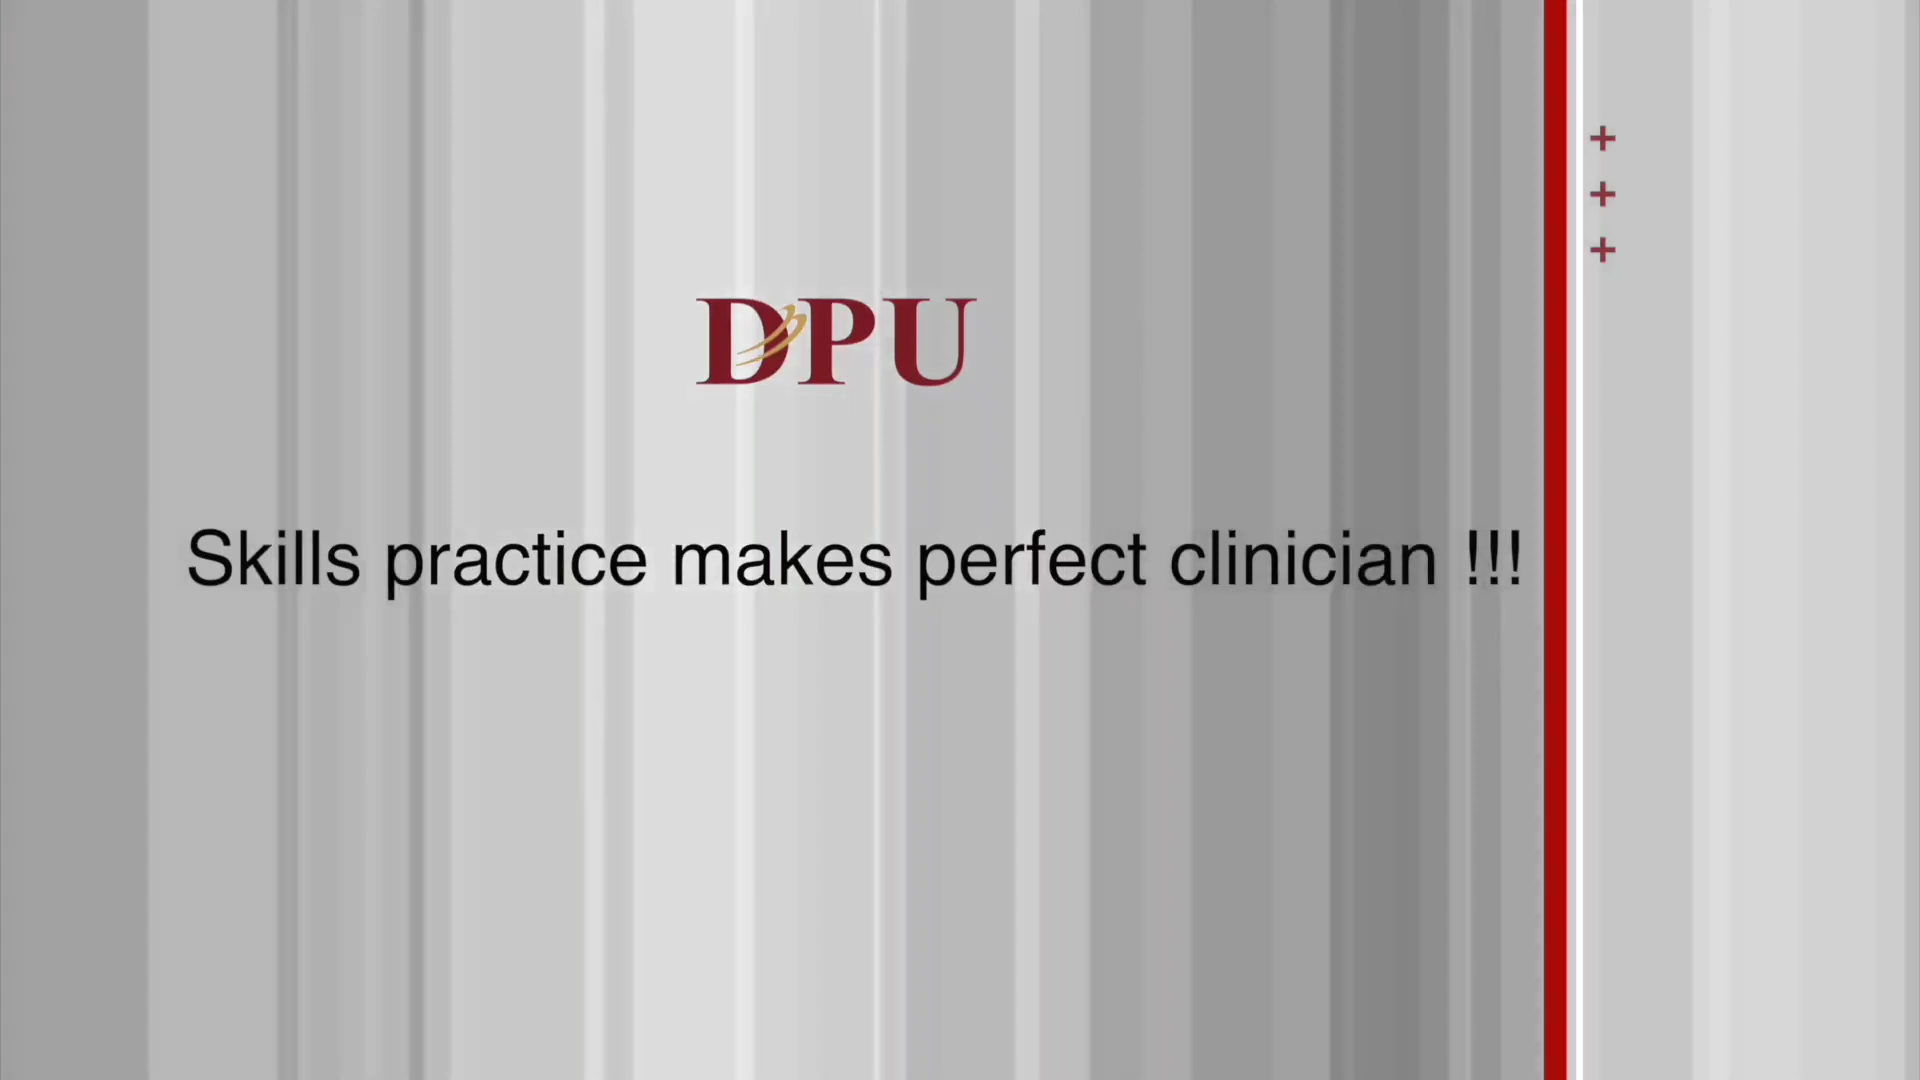 +
+
+
DPU
Skills practice makes perfect clinician !!!